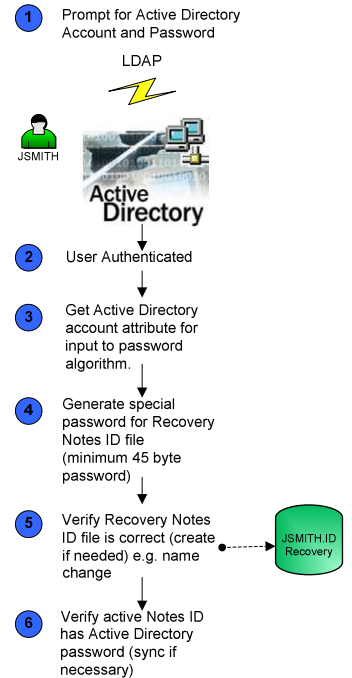 1
Prompt for Active Directory
Account and Password
LDAP
JSMITH
Active
Directory
2
User Authenticated
3
Get Active Directory
account attribute for
input to password
algorithm.
4
Generate special
password for Recovery
Notes ID file
(minimum 45 byte
password)
5
Verify Recovery Notes
ID file is correct (create
if needed) e.g. name
change
JSMITH.ID
Recovery
6
Verify active Notes ID
has Active Directory
password (sync if
necessary)